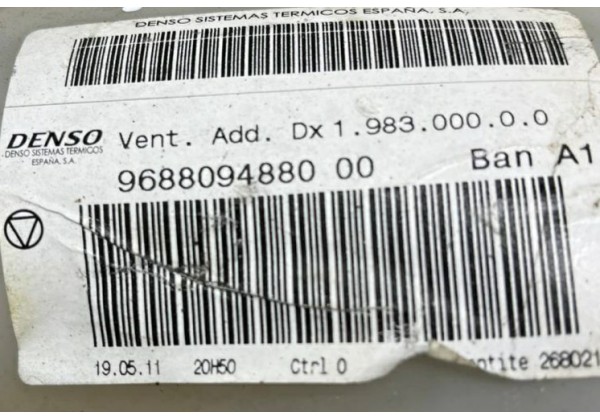 DENSO SISTEMAS TERMICOS ESPAÑA, S.A.
DENSO Vent. Add. Dx 1.983.000.0.0
DENSO SISTEMAS TERMICOS
ESPAÑA, S.A.
9688094880 00 Ban A1
19.05.11 20H50 Ctrl 0 268021